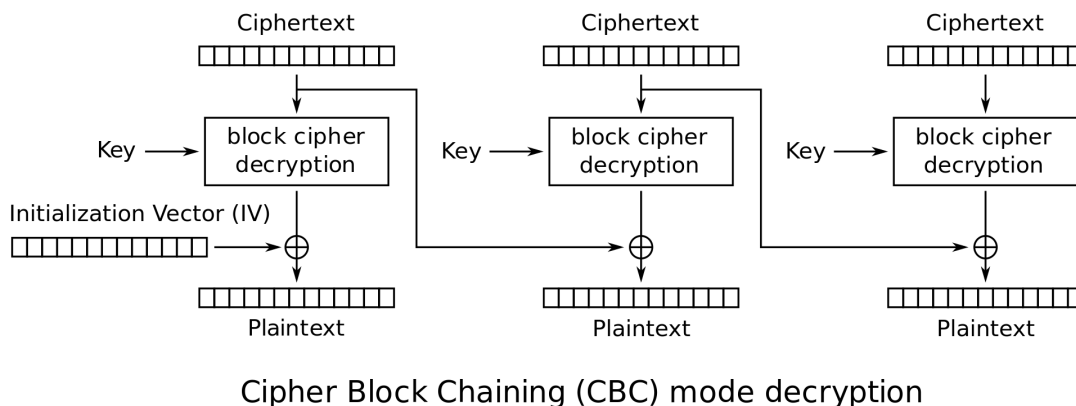 Ciphertext
Ciphertext
Ciphertext
Key
block cipher
decryption
Key
block cipher
decryption
Key
block cipher
decryption
Initialization Vector (IV)
Plaintext
Plaintext
Plaintext
Cipher Block Chaining (CBC) mode decryption